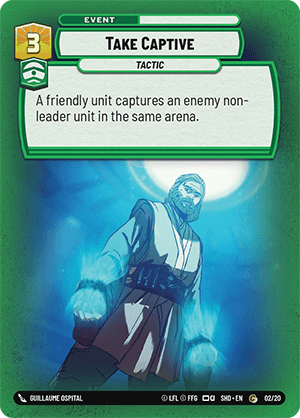 EVENT
3
TAKE CAPTIVE
TACTIC
A friendly unit captures an enemy non-
leader unit in the same arena.
GUILLAUME OSPITAL
© LFL © FFG SHD • EN 02/20